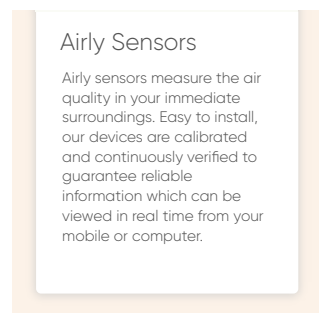 Airly Sensors
Airly sensors measure the air
quality in your immediate
surroundings. Easy to install,
our devices are calibrated
and continuously verified to
guarantee reliable
information which can be
viewed in real time from your
mobile or computer.